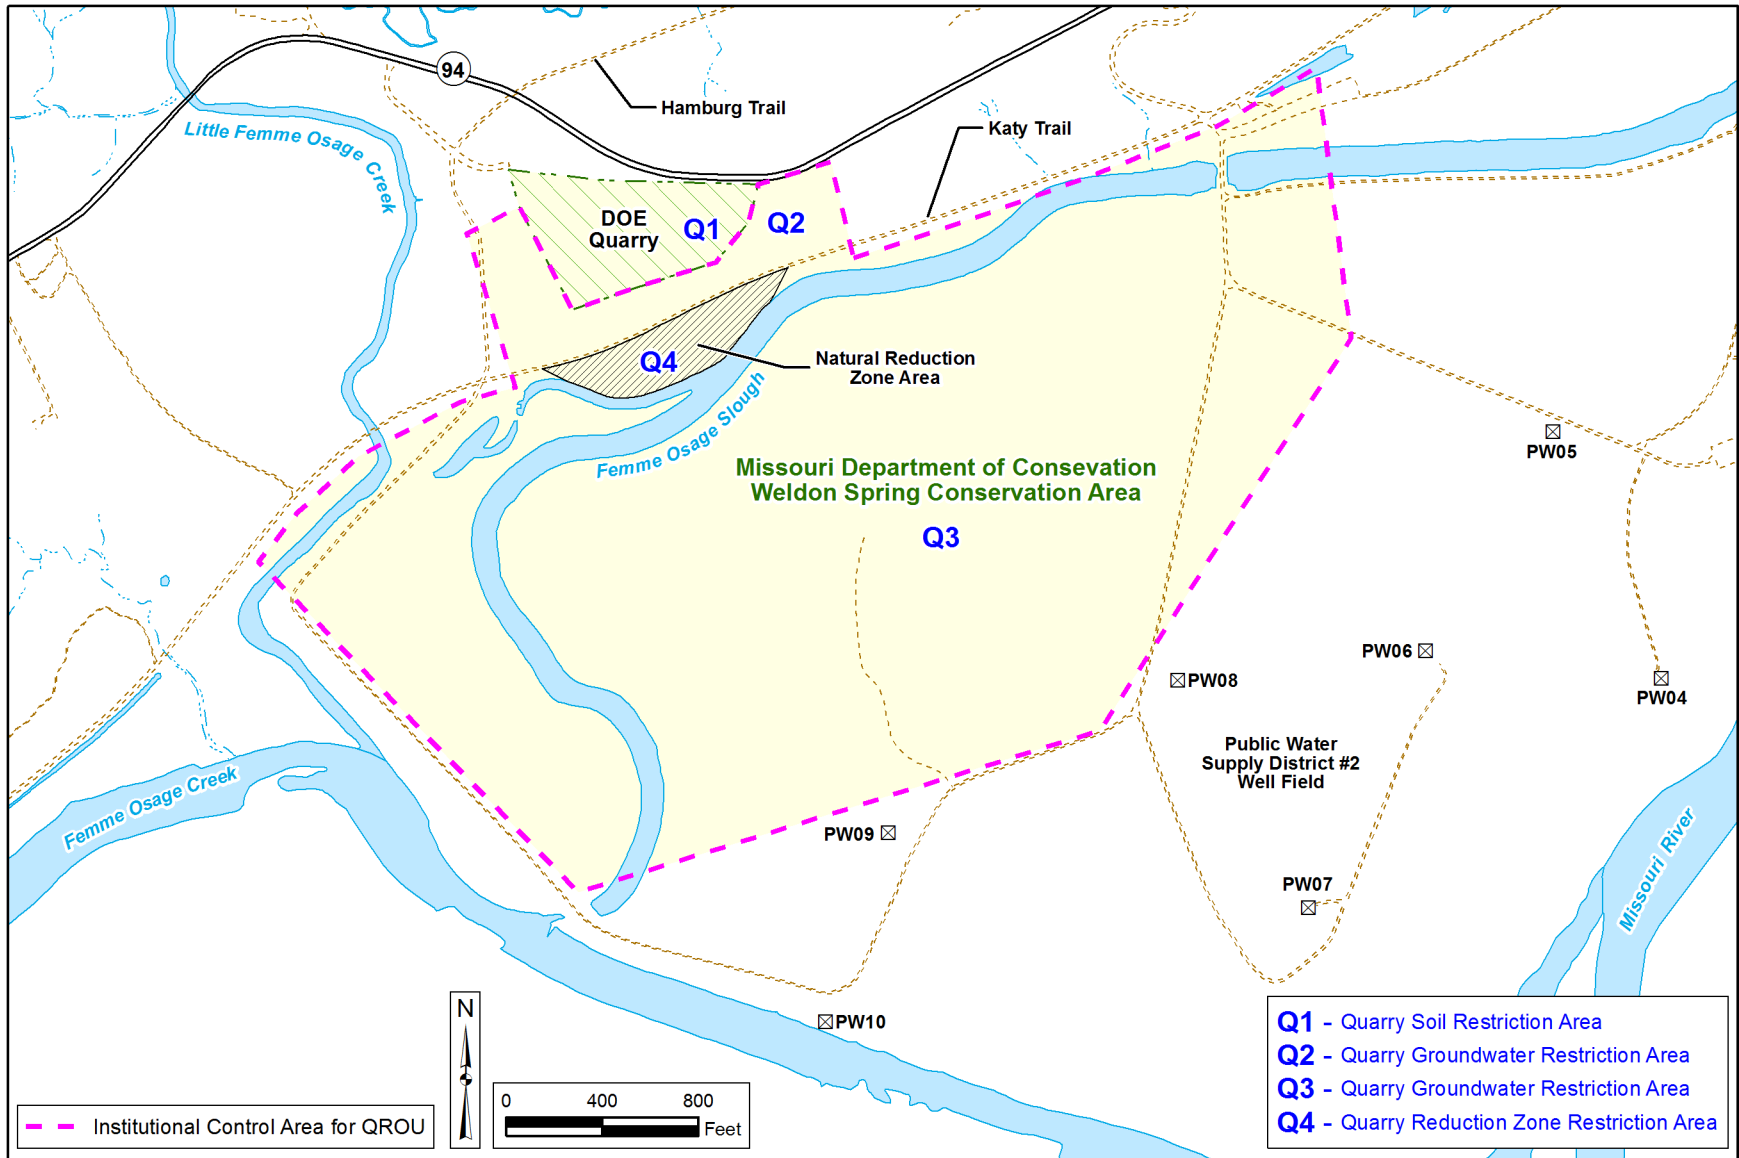 94
Hamburg Trail
Katy Trail
Little Femme Osage Creek
DOE
Quarry
Q1
Q2
Q4
Natural Reduction
Zone Area
Femme Osage Slough
Missouri Department of Consevation
Weldon Spring Conservation Area
Q3
PW05
PW06
PW08
PW04
Public Water
Supply District #2
Well Field
Femme Osage Creek
PW09
PW07
Missouri River
PW10
N
0 400 800
Feet
Institutional Control Area for QROU
Q1 - Quarry Soil Restriction Area
Q2 - Quarry Groundwater Restriction Area
Q3 - Quarry Groundwater Restriction Area
Q4 - Quarry Reduction Zone Restriction Area